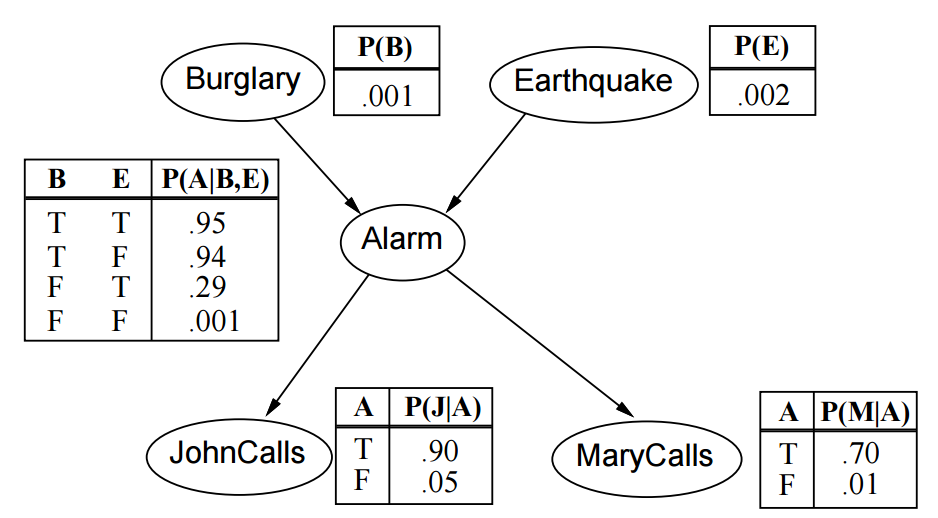 Burglary
P(B)
.001
Earthquake
P(E)
.002
B E P(A|B,E)
T T .95
T F .94
F T .29
F F .001
Alarm
JohnCalls
A P(J|A)
T .90
F .05
MaryCalls
A P(M|A)
T .70
F .01